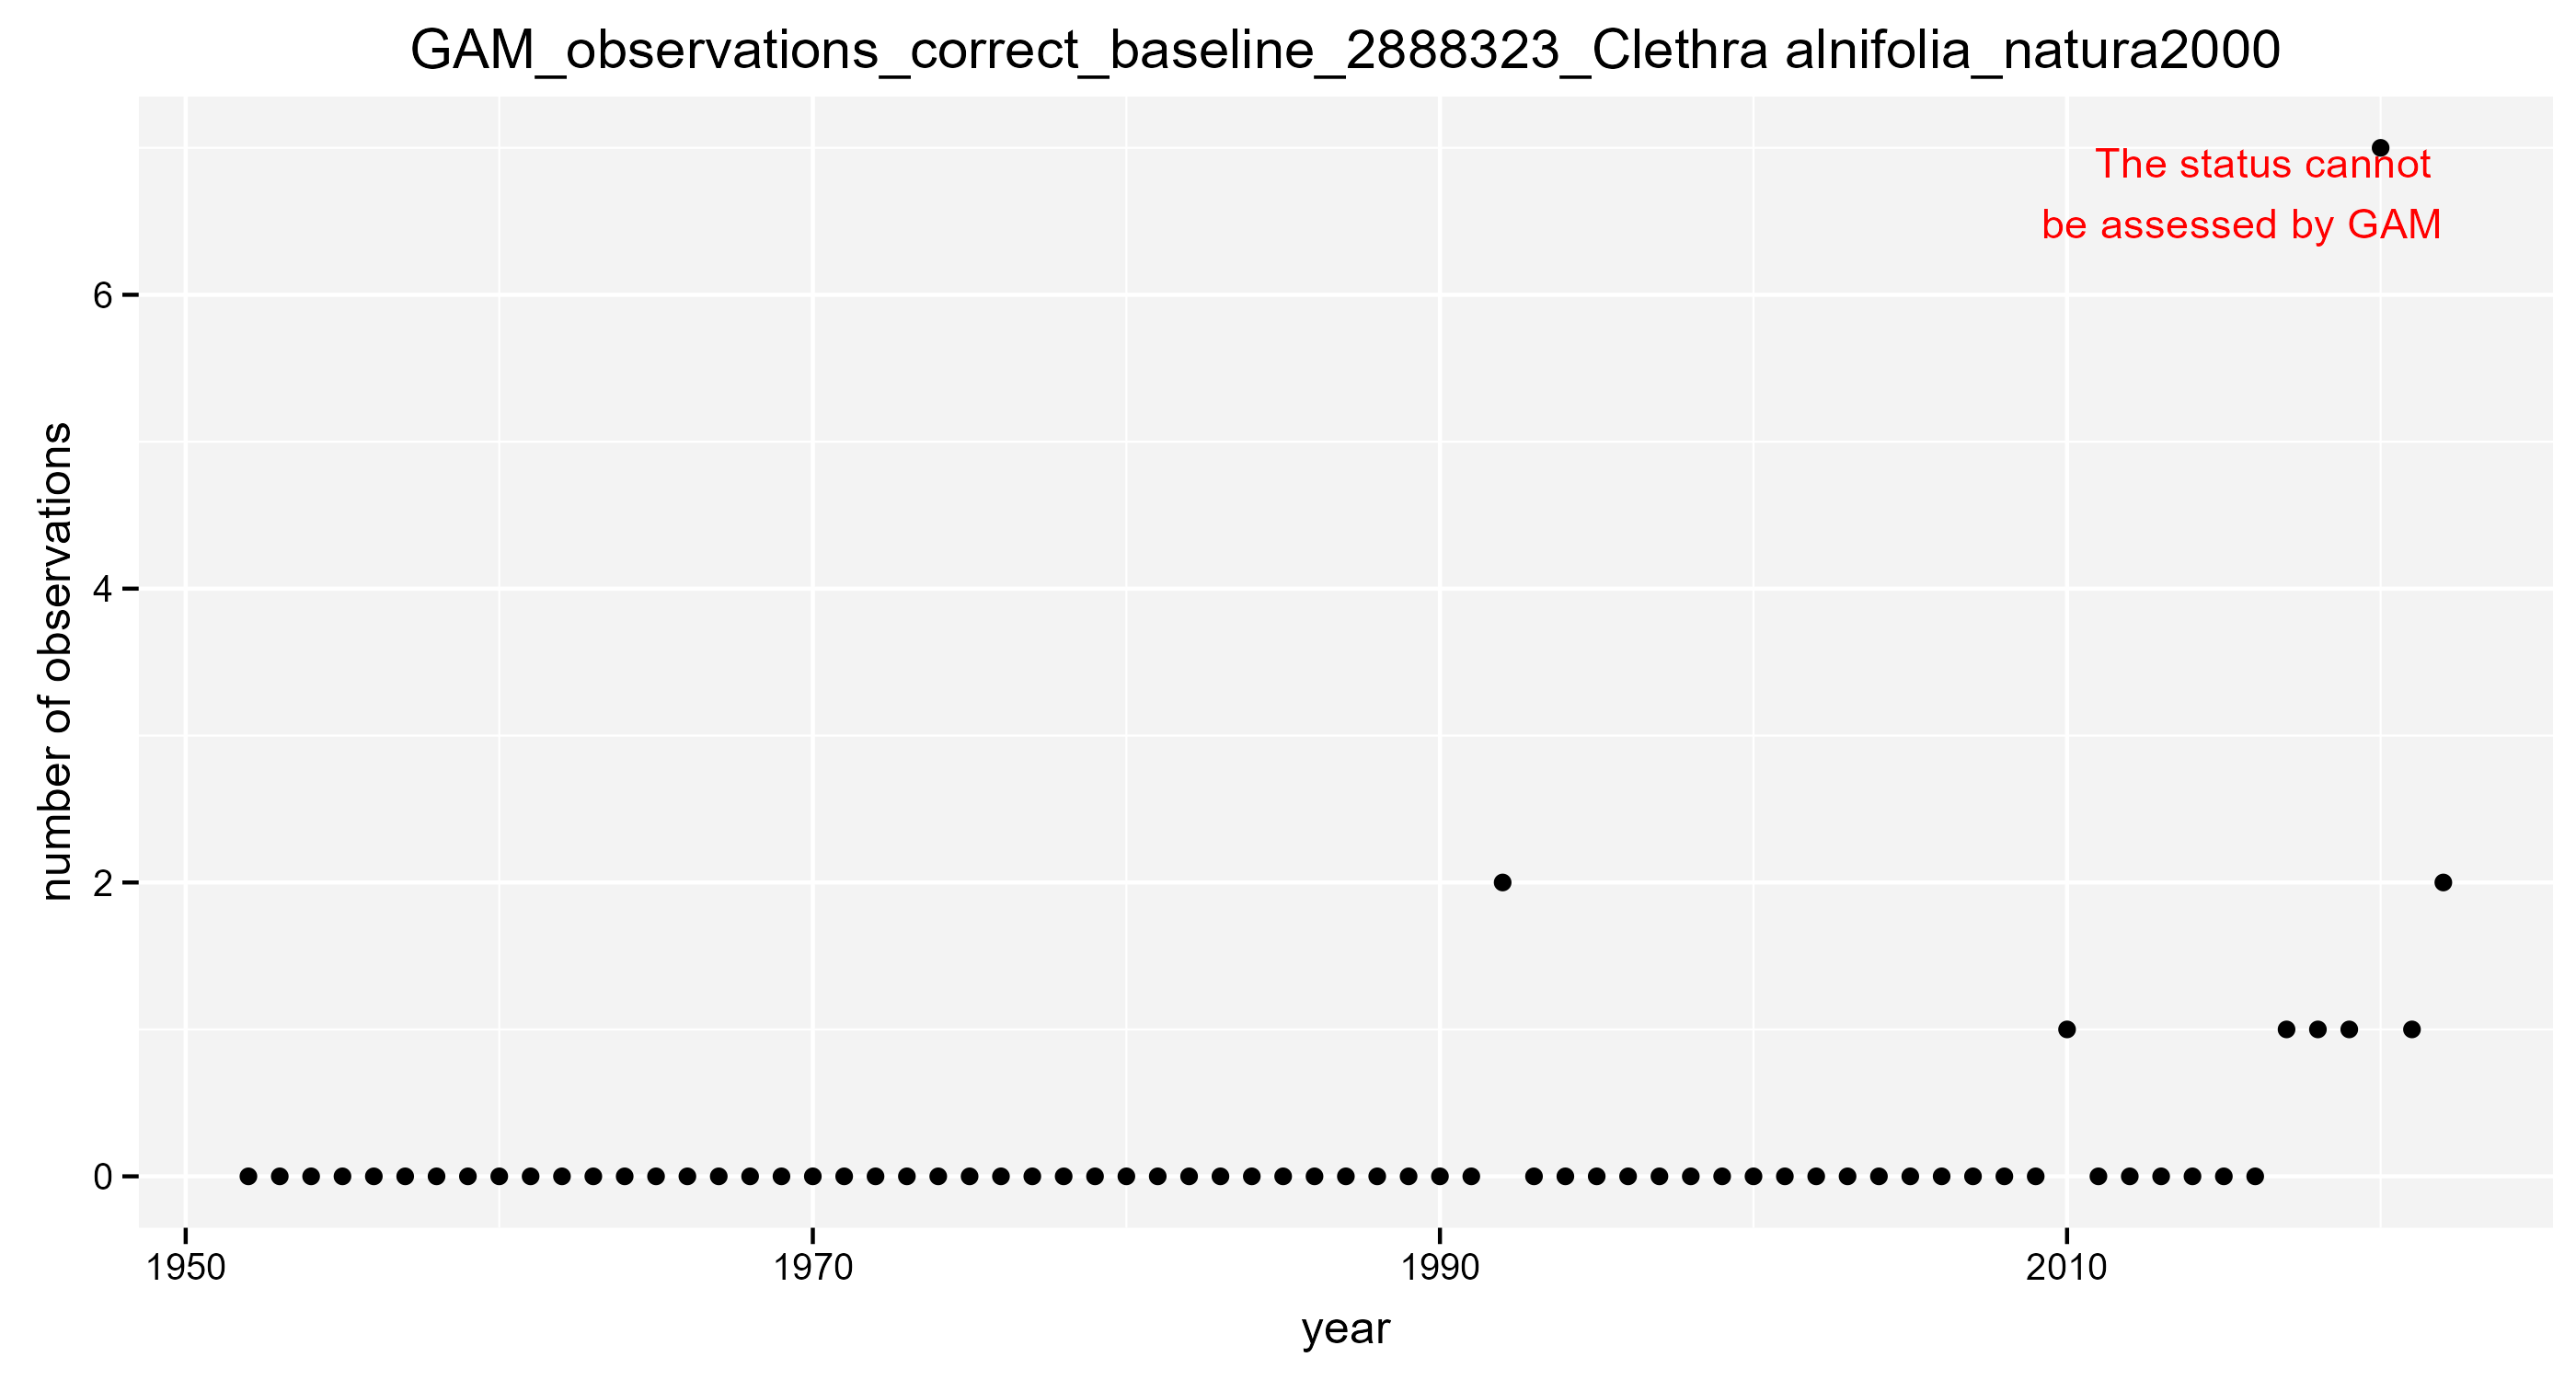 GAM_observations_correct_baseline_2888323_Clethra alnifolia_natura2000
The status cannot
be assessed by GAM
number of observations
6
4
2
0
1950 1970 1990 2010
year